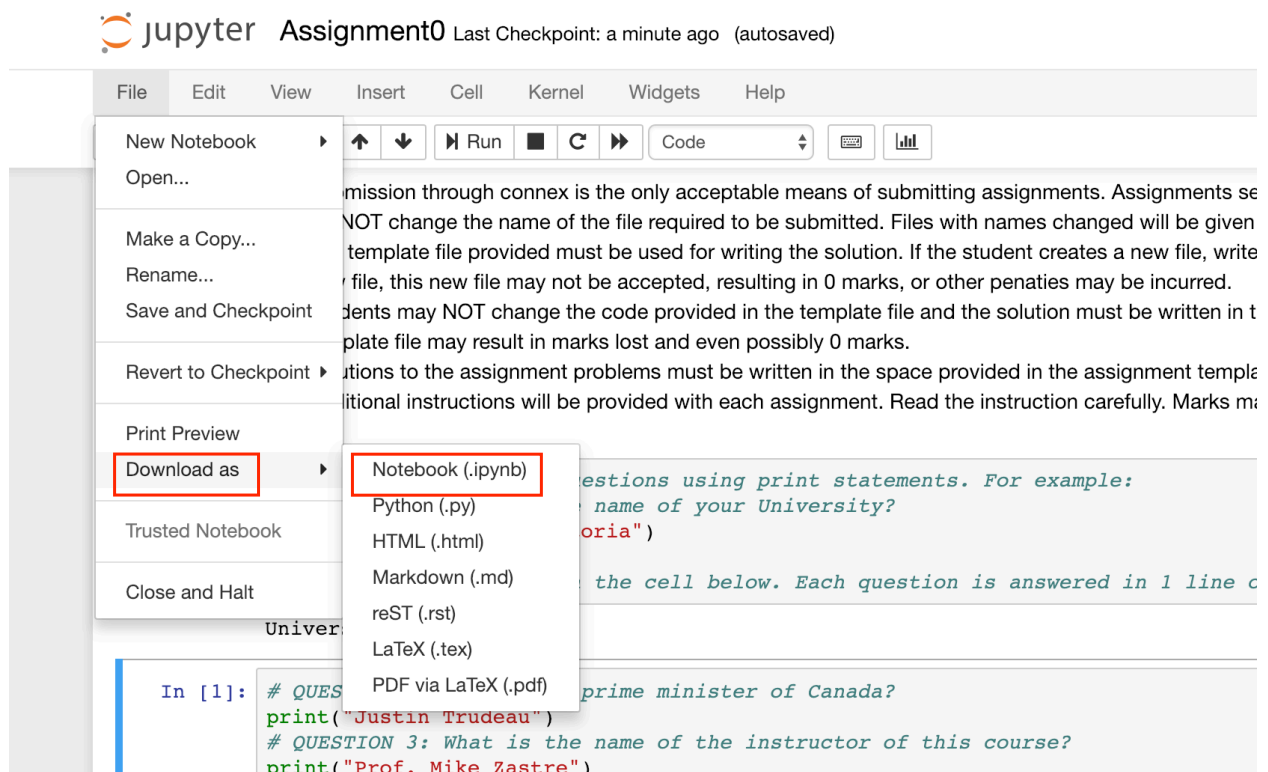 jupyter Assignment0 Last Checkpoint: a minute ago (autosaved)
File Edit View Insert Cell Kernel Widgets Help
Run Code
New Notebook
Open...
Make a Copy...
Rename...
Save and Checkpoint
Revert to Checkpoint
Print Preview
Download as
Trusted Notebook
Close and Halt
Notebook (.ipynb)
Python (.py)
HTML (.html)
Markdown (.md)
reST (.rst)
LaTeX (.tex)
PDF via LaTeX (.pdf)
omission through connex is the only acceptable means of submitting assignments. Assignments se
NOT change the name of the file required to be submitted. Files with names changed will be given
template file provided must be used for writing the solution. If the student creates a new file, write
file, this new file may not be accepted, resulting in 0 marks, or other penaties may be incurred.
dents may NOT change the code provided in the template file and the solution must be written in t
plate file may result in marks lost and even possibly 0 marks.
utions to the assignment problems must be written in the space provided in the assignment templa
litional instructions will be provided with each assignment. Read the instruction carefully. Marks ma
estions using print statements. For example:
name of your University?
oria")
the cell below. Each question is answered in 1 line o
Univer
In [1]: # QUES prime minister of Canada?
print("Justin Trudeau")
# QUESTION 3: What is the name of the instructor of this course?
print("Prof. Mike Zastre")